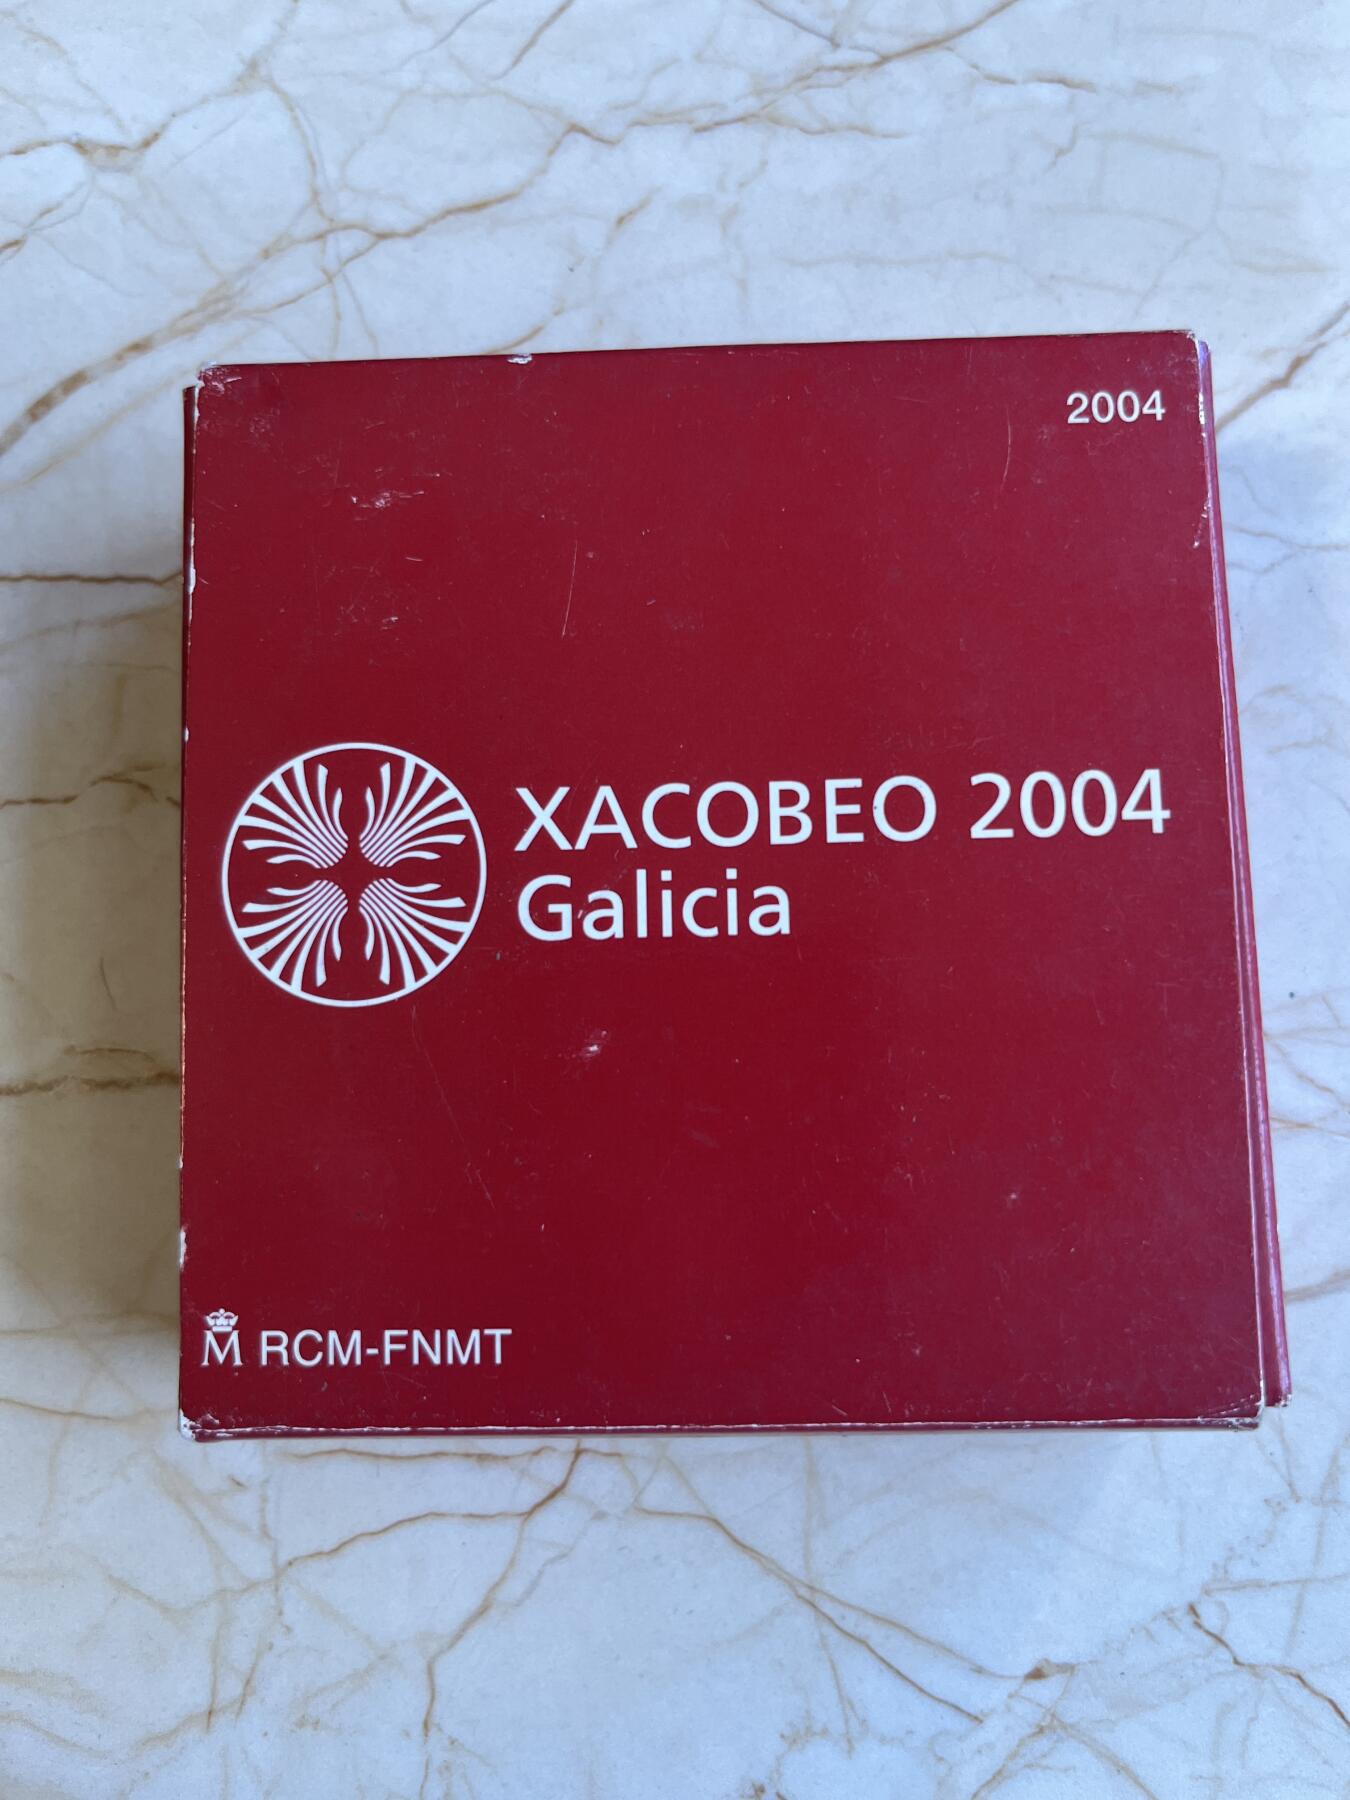 2004
XACOBEO 2004
Galicia
M RCM-FNMT